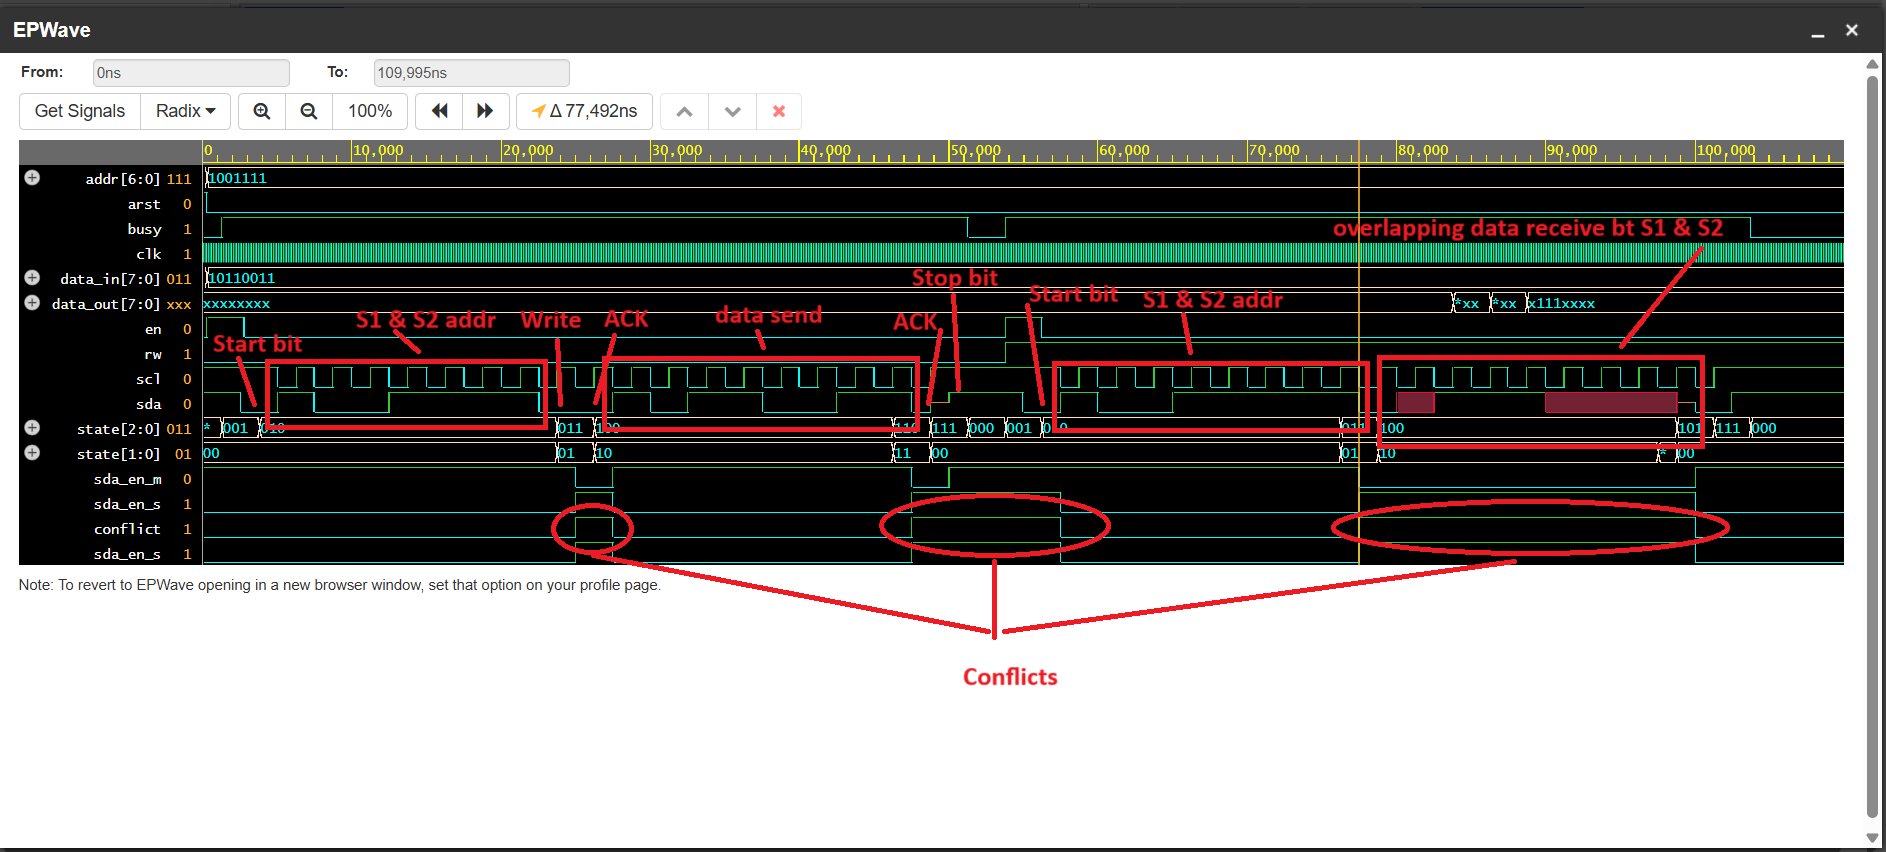 EPWave
From: 0ns To: 109,995ns
Get Signals Radix 100% Δ 77,492ns
0 10,000 20,000 30,000 40,000 50,000 60,000 70,000 80,000 90,000 100,000
addr[6:0] 111 1001111
arst 0
busy 1
overlapping data receive bt S1 & S2
clk 1
data_in[7:0] 011 10110011
Stop bit
data_out[7:0] xxx xxxxxxxx *xx *xx x111xxxx
Start bit S1 & S2 addr
en 0
S1 & S2 addr Write ACK data send ACK
Start bit
rw 1
scl 0
sda 0
state[2:0] 011 * 001 010 011 100 110 111 000 001 011 100 101 111 000
state[1:0] 01 00 01 10 11 00 01 10 * 00
sda_en_m 0
sda_en_s 1
conflict 1
sda_en_s 1
Note: To revert to EPWave opening in a new browser window, set that option on your profile page.
Conflicts